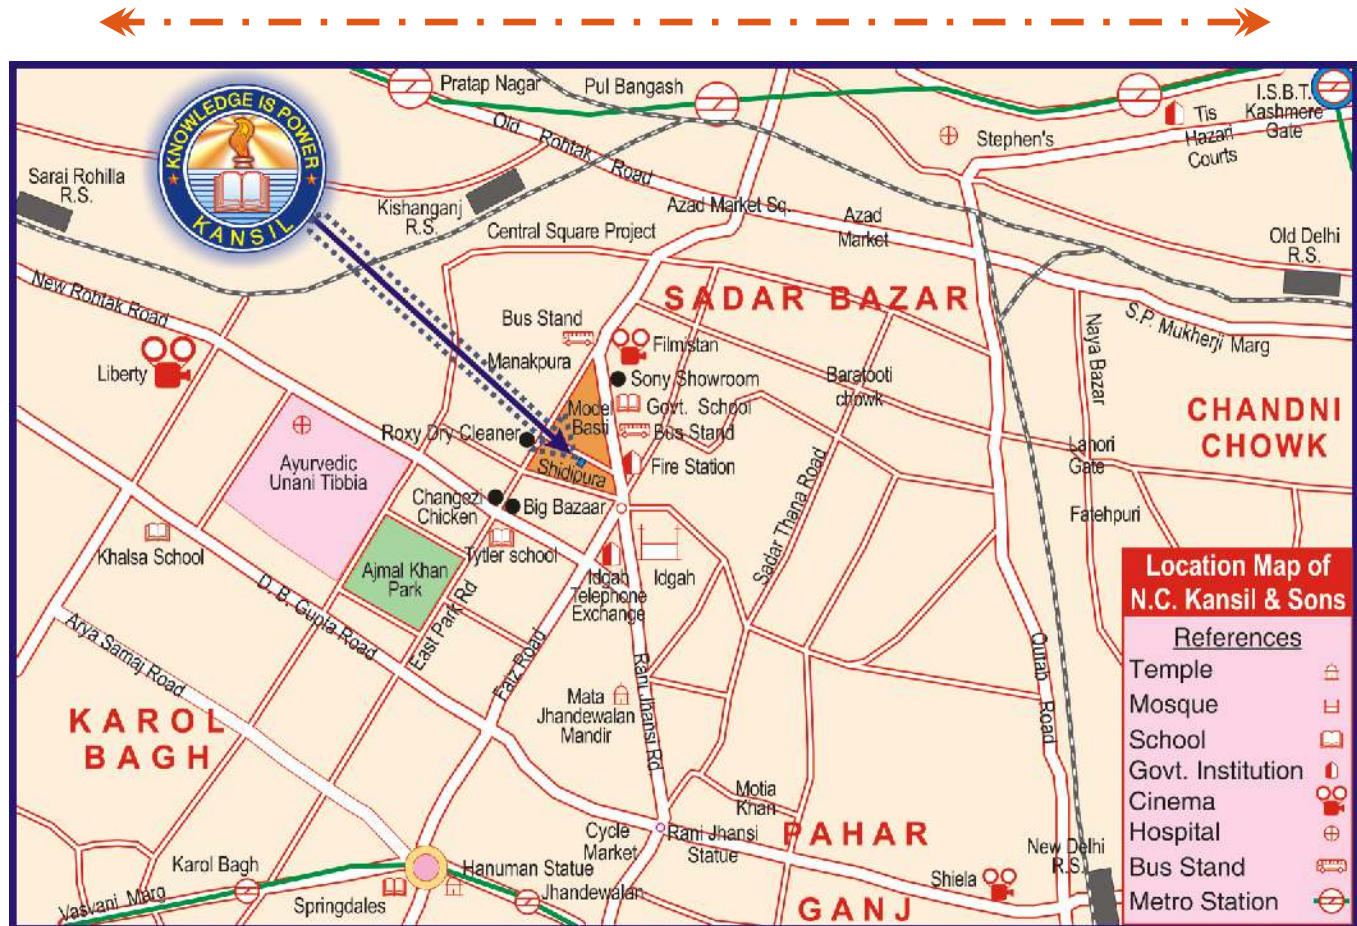 Pratap Nagar
Pul Bangash
I.S.B.T.
Kashmere
Gate
Tis
Hazari
Courts
Stephen's
KNOWLEDGE IS POWER
KANSIL
Old Rohtak Road
Sarai Rohilla
R.S.
Kishanganj
R.S.
Azad Market Sq.
Azad
Market
Central Square Project
Old Delhi
R.S.
New Rohtak Road
SADAR BAZAR
S.P. Mukherji Marg
Naya Bazar
Bus Stand
Filmistan
Manakpura
Liberty
Sony Showroom
Baratooti
chowk
Model
Basti
Govt. School
CHANDNI
CHOWK
Roxy Dry Cleaner
Bus Stand
Lahori
Gate
Shidipura
Fire Station
Ayurvedic
Unani Tibbia
Changezi
Chicken
Big Bazaar
Sadar Thana Road
Fatehpuri
Khalsa School
Tytler school
Ajmal Khan
Park
Idgah
Telephone
Exchange
Idgah
D. B. Gupta Road
East Park Rd
Arya Samaj Road
Faiz Road
Rani Jhansi Rd
Qutab Road
KAROL
BAGH
Mata
Jhandewalan
Mandir
Motia
Khan
Cycle
Market
Rani Jhansi
Statue
PAHAR
GANJ
New Delhi
R.S.
Karol Bagh
Hanuman Statue
Jhandewalan
Shiela
Vasvani Marg
Springdales
Location Map of
N.C. Kansil & Sons
References
Temple
Mosque
School
Govt. Institution
Cinema
Hospital
Bus Stand
Metro Station